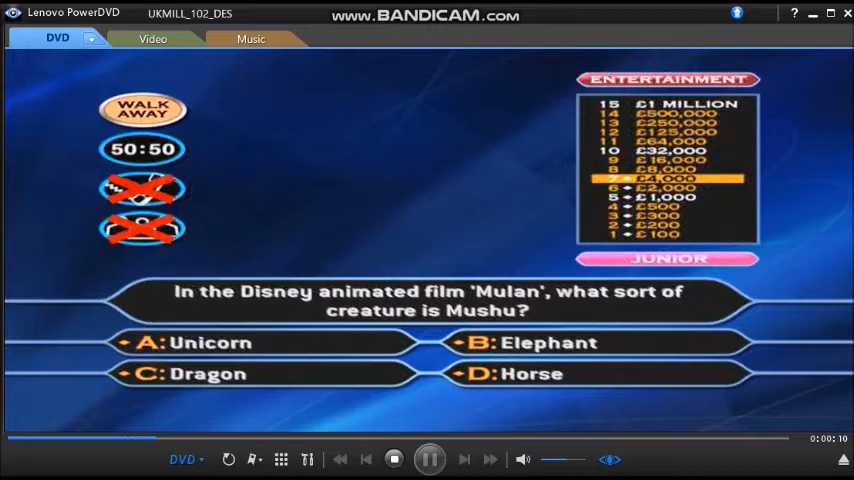 Lenovo PowerDVD
UKMILL_102_DES
www.BANDICAM.com
DVD
Video
Music
WALK AWAY
50:50
ENTERTAINMENT
15 £1 MILLION
14 £500,000
13 £250,000
12 £125,000
11 £64,000
10 £32,000
9 £16,000
8 £8,000
7 £4,000
6 £2,000
5 £1,000
4 £500
3 £300
2 £200
1 £100
JUNIOR
In the Disney animated film 'Mulan', what sort of
creature is Mushu?
A: Unicorn
B: Elephant
C: Dragon
D: Horse
0:00:10
DVD